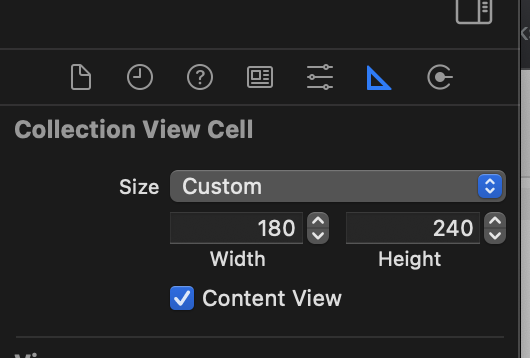 Collection View Cell
Size Custom
180 240
Width Height
Content View